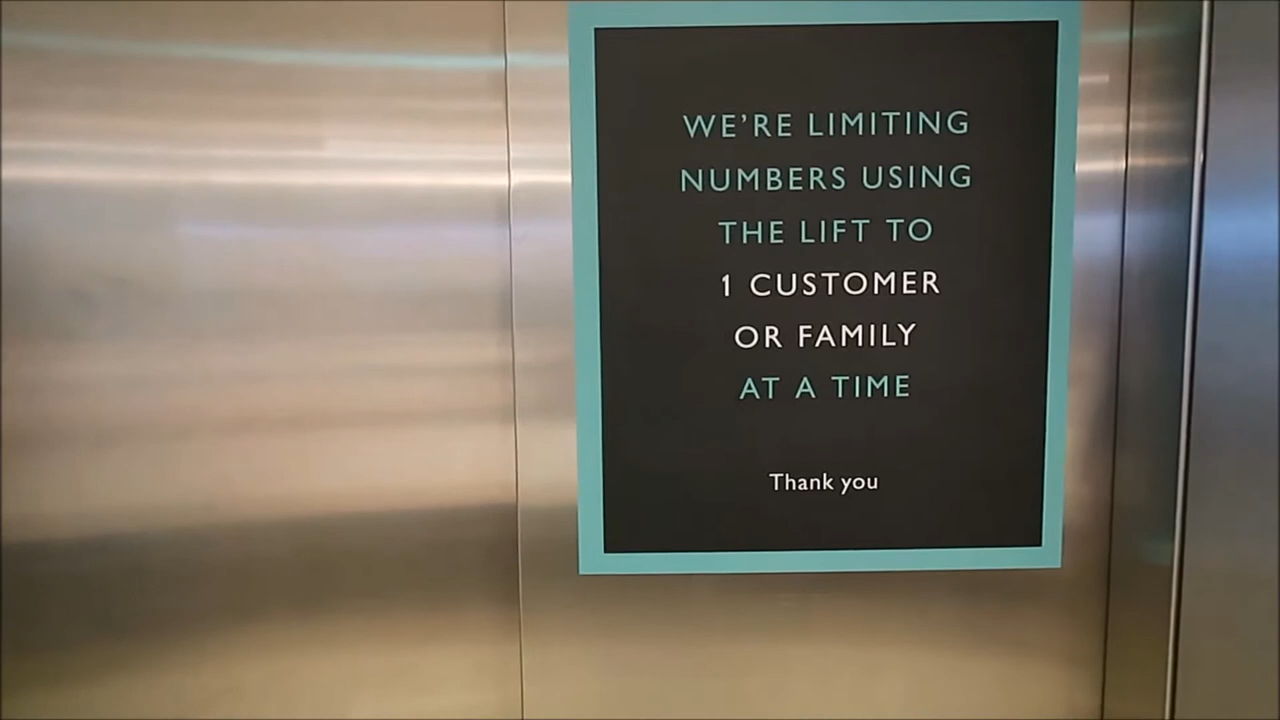 WE'RE LIMITING
NUMBERS USING
THE LIFT TO
1 CUSTOMER
OR FAMILY
AT A TIME
Thank you